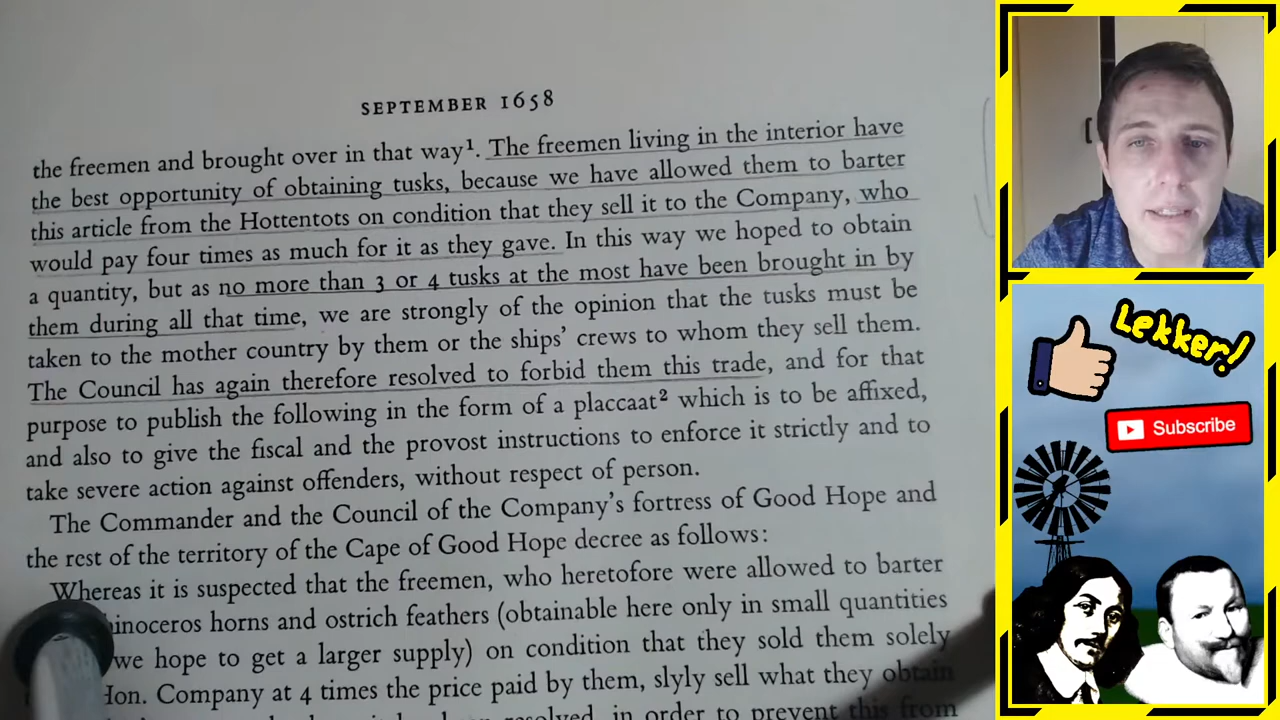 SEPTEMBER 1658
the freemen and brought over in that way¹. The freemen living in the interior have
the best opportunity of obtaining tusks, because we have allowed them to barter
this article from the Hottentots on condition that they sell it to the Company, who
would pay four times as much for it as they gave. In this way we hoped to obtain
a quantity, but as no more than 3 or 4 tusks at the most have been brought in by
them during all that time, we are strongly of the opinion that the tusks must be
taken to the mother country by them or the ships' crews to whom they sell them.
The Council has again therefore resolved to forbid them this trade, and for that
purpose to publish the following in the form of a placcaat² which is to be affixed,
and also to give the fiscal and the provost instructions to enforce it strictly and to
take severe action against offenders, without respect of person.
The Commander and the Council of the Company's fortress of Good Hope and
the rest of the territory of the Cape of Good Hope decree as follows:
Whereas it is suspected that the freemen, who heretofore were allowed to barter
inoceros horns and ostrich feathers (obtainable here only in small quantities
we hope to get a larger supply) on condition that they sold them solely
Hon. Company at 4 times the price paid by them, slyly sell what they obtain
resolved, in order to prevent this from
Lekker!
Subscribe